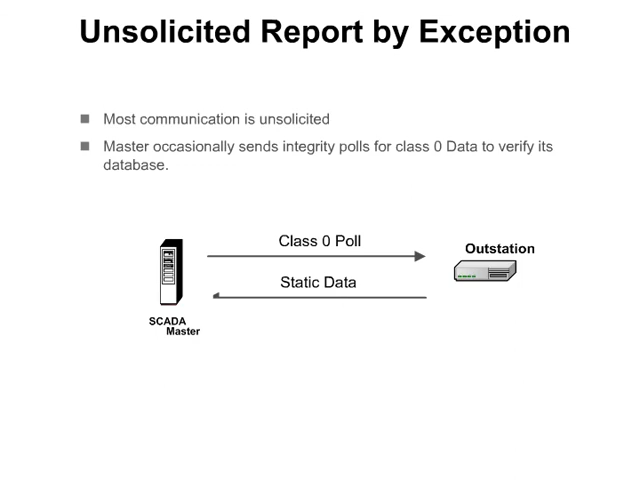 Unsolicited Report by Exception
Most communication is unsolicited
Master occasionally sends integrity polls for class 0 Data to verify its
database.
Class 0 Poll
Outstation
Static Data
SCADA
Master